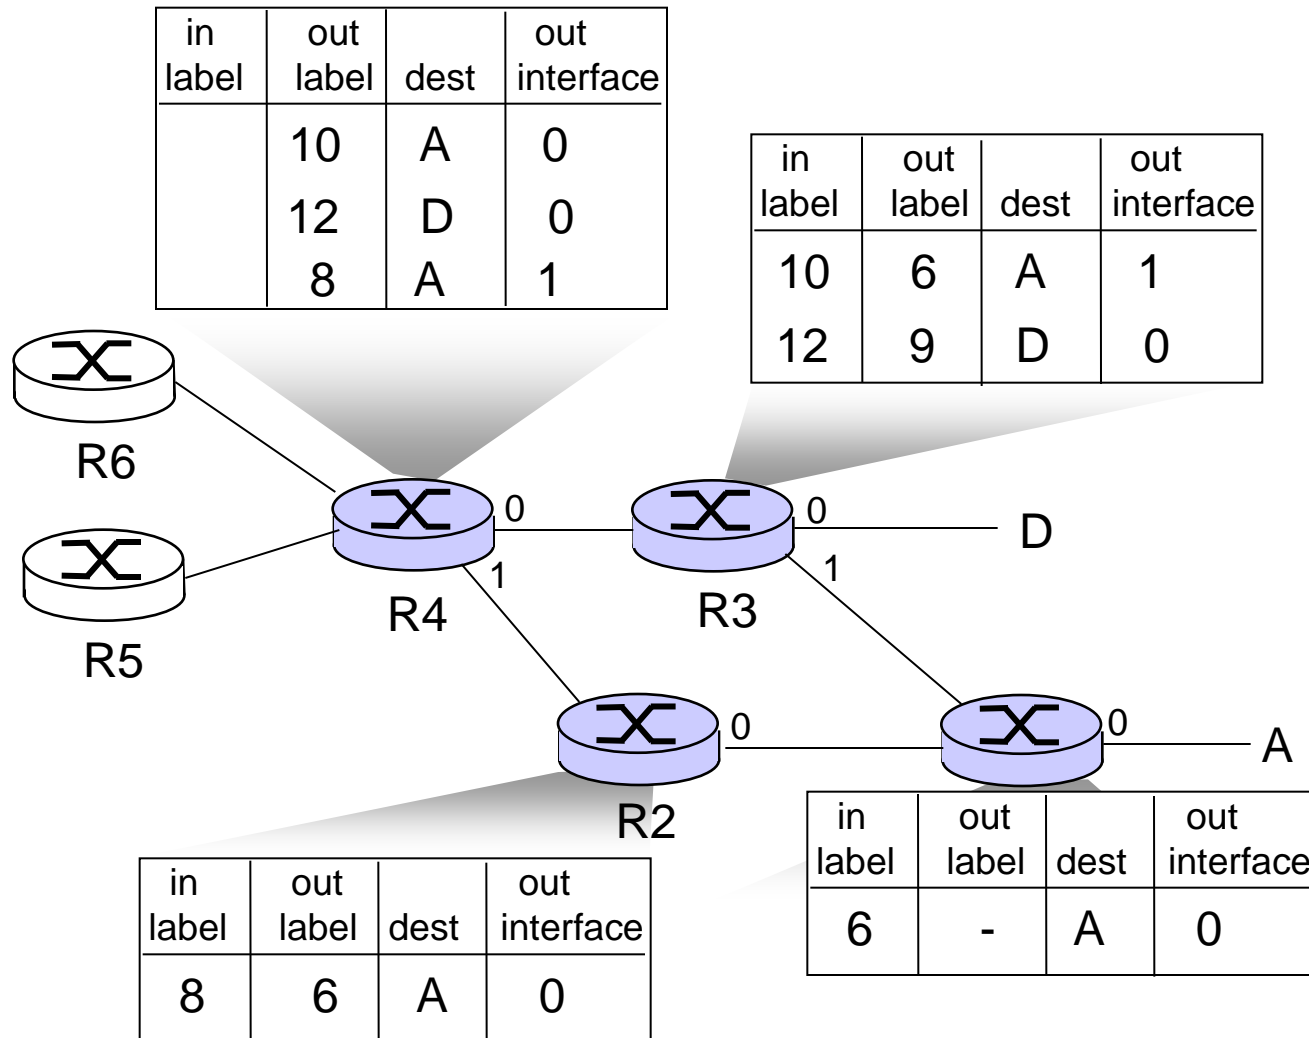 in out out
label label dest interface
10 A 0
12 D 0
8 A 1
in out out
label label dest interface
10 6 A 1
12 9 D 0
R6
R5
R4
0
1
R3
0
1
D
R2
0
0
A
in out out
label label dest interface
6 - A 0
in out out
label label dest interface
8 6 A 0